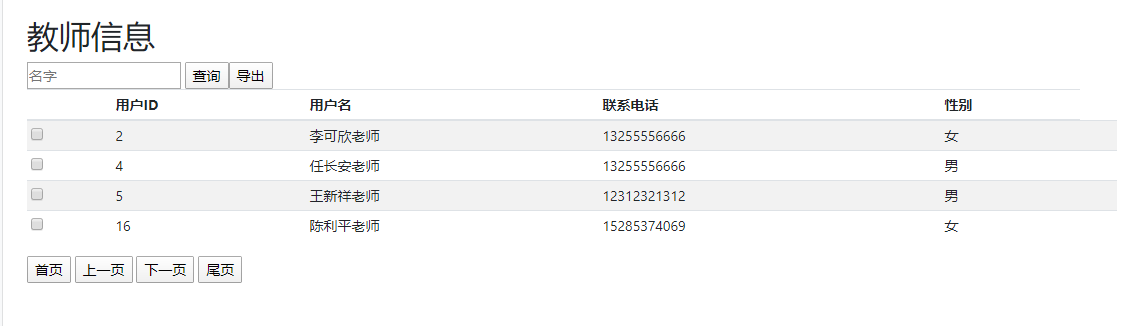 教师信息
名字 查询 导出
用户ID 用户名 联系电话 性别
2 李可欣老师 13255556666 女
4 任长安老师 13255556666 男
5 王新祥老师 12312321312 男
16 陈利平老师 15285374069 女
首页 上一页 下一页 尾页